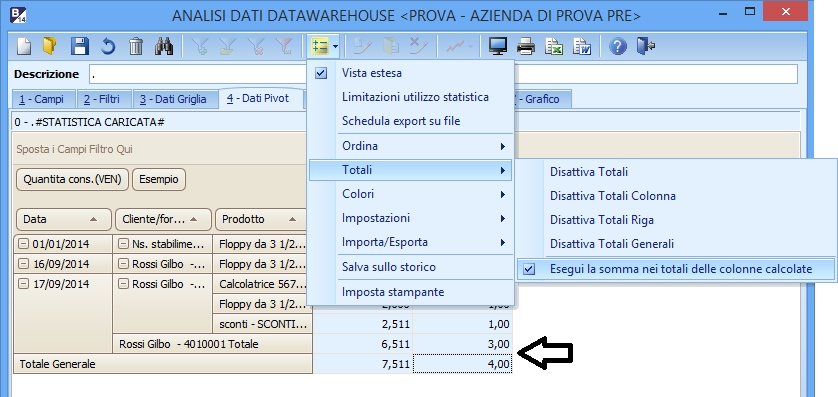 B/
14
ANALISI DATI DATAWAREHOUSE <PROVA - AZIENDA DI PROVA PRE>
Descrizione .
1 - Campi 2 - Filtri 3 - Dati Griglia 4 - Dati Pivot - Grafico
0 - .#STATISTICA CARICATA#
Sposta i Campi Filtro Qui
Quantita cons.(VEN) Esempio
Data Cliente/for... Prodotto
01/01/2014 Ns. stabilime... Floppy da 3 1/2...
16/09/2014 Rossi Gilbo -... Floppy da 3 1/2...
17/09/2014 Rossi Gilbo -... Calcolatrice 567...
Floppy da 3 1/2...
sconti - SCONTI... 2,511 1,00
Rossi Gilbo - 4010001 Totale 6,511 3,00
Totale Generale 7,511 4,00
Vista estesa
Limitazioni utilizzo statistica
Schedula export su file
Ordina
Totali
Colori
Impostazioni
Importa/Esporta
Salva sullo storico
Imposta stampante
Disattiva Totali
Disattiva Totali Colonna
Disattiva Totali Riga
Disattiva Totali Generali
Esegui la somma nei totali delle colonne calcolate